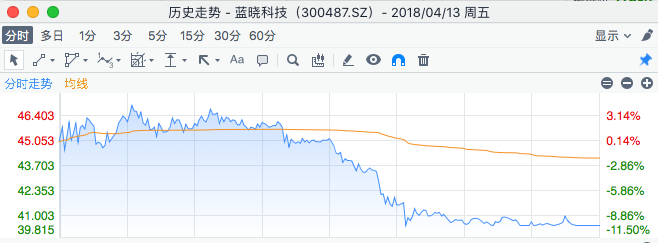 历史走势 - 蓝晓科技（300487.SZ）- 2018/04/13 周五
分时 多日 1分 3分 5分 15分 30分 60分 显示
Aa
分时走势 均线
46.403 3.14%
45.053 0.14%
43.703 -2.86%
42.353 -5.86%
41.003 -8.86%
39.815 -11.50%